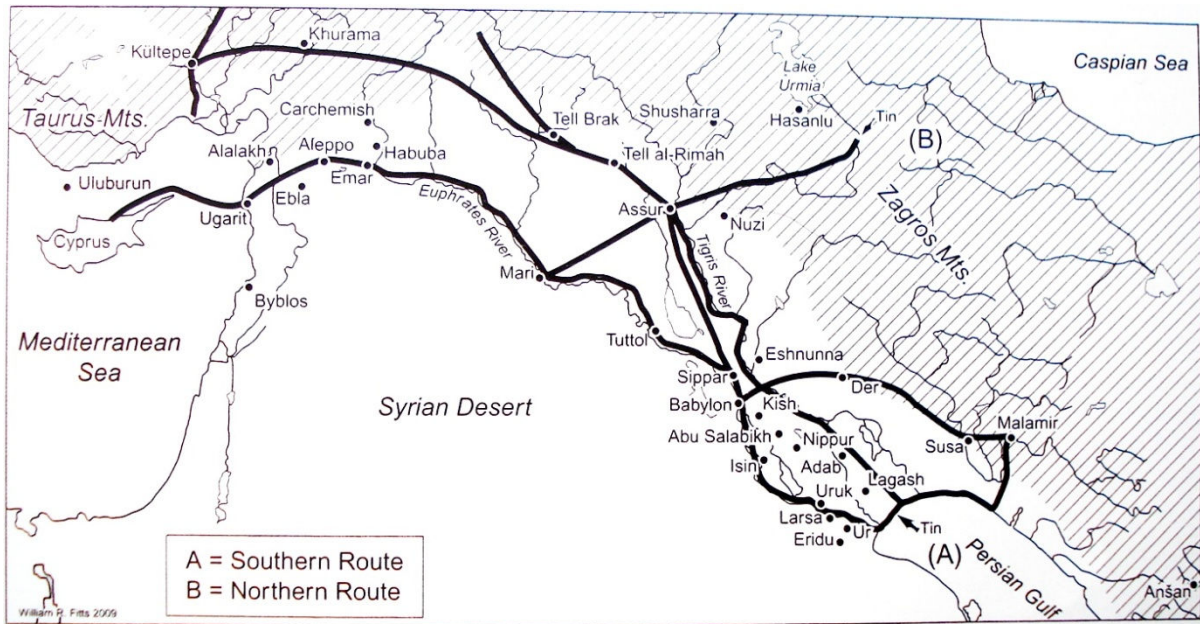 Khurama
Kültepe
Caspian Sea
Lake
Urmia
Taurus-Mts.
Carchemish
Tell Brak
Shusharra
Hasanlu
Tin
(B)
Alalakh
Aleppo
Habuba
Tell al-Rimah
Uluburun
Ebla
Emar
Ugarit
Euphrates River
Assur
Nuzi
Zagros Mts.
Cyprus
Mari
Tigris River
Byblos
Mediterranean
Sea
Tuttol
Eshnunna
Sippar
Der
Syrian Desert
Babylon
Kish
Malamir
Abu Salabikh
Nippur
Susa
Isin
Adab
Lagash
Uruk
Larsa
Ur
Tin
Eridu
(A)
Persian Gulf
A = Southern Route
B = Northern Route
Anšan
William R. Fitts 2009